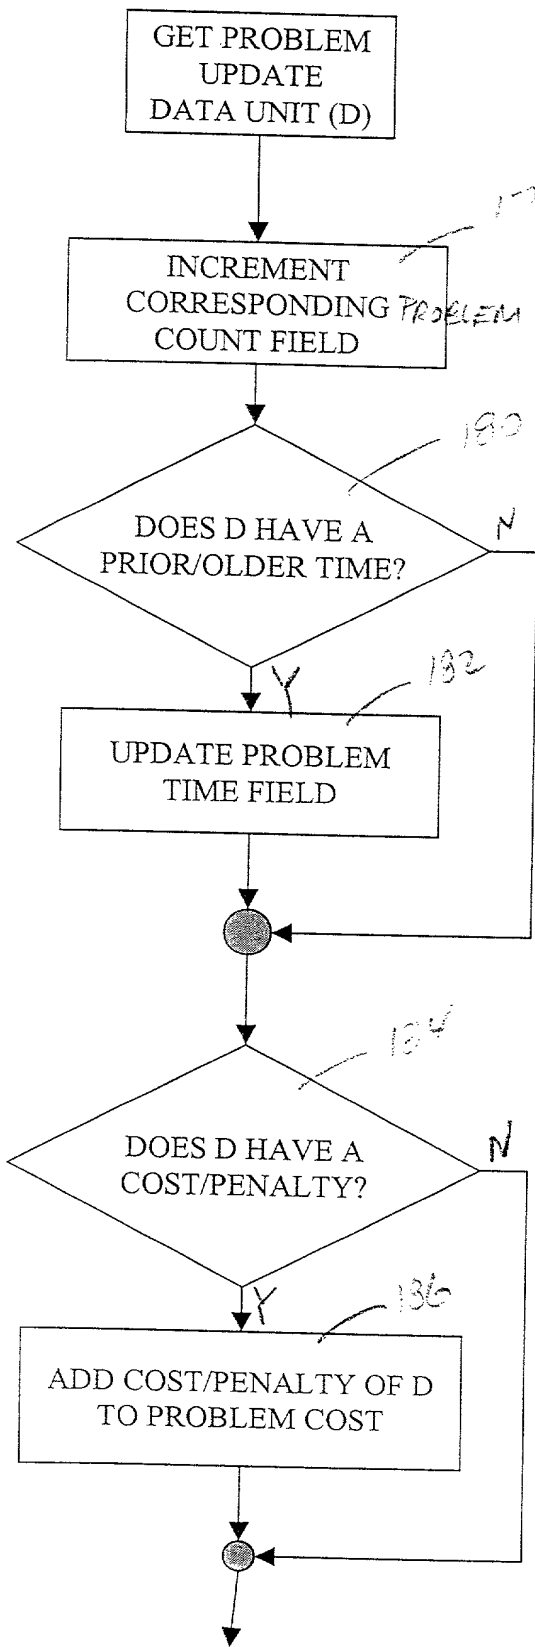 GET PROBLEM
UPDATE
DATA UNIT (D)
INCREMENT
CORRESPONDING PROBLEM
COUNT FIELD
180
DOES D HAVE A
PRIOR/OLDER TIME?
N
Y
182
UPDATE PROBLEM
TIME FIELD
184
DOES D HAVE A
COST/PENALTY?
N
Y
186
ADD COST/PENALTY OF D
TO PROBLEM COST